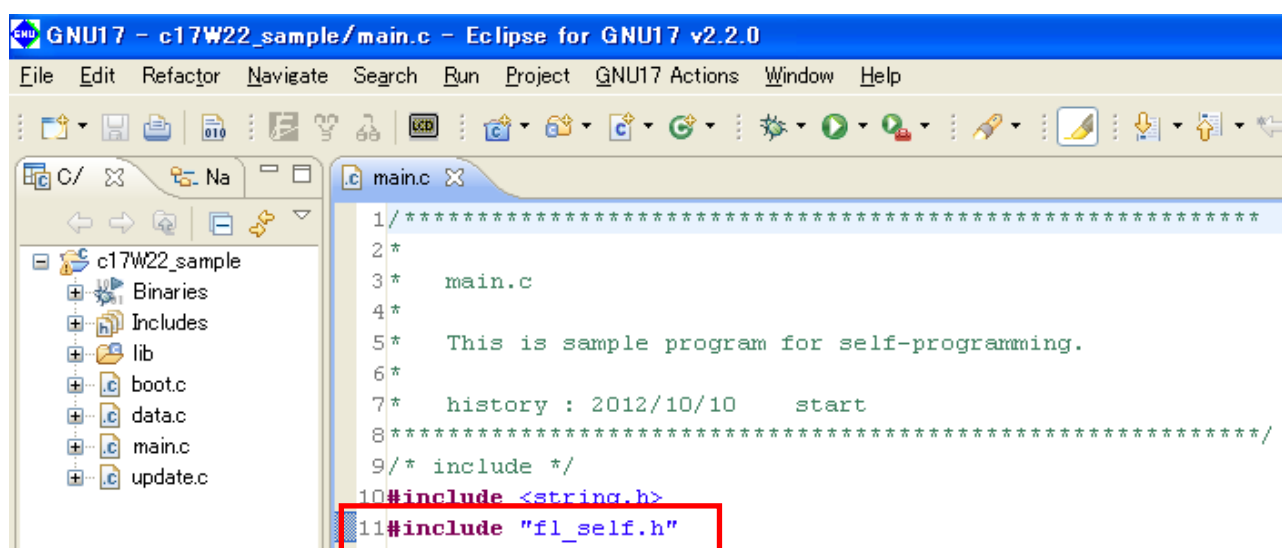 GNU17 - c17W22_sample/main.c - Eclipse for GNU17 v2.2.0
File Edit Refactor Navigate Search Run Project GNU17 Actions Window Help
C/ Na main.c
c17W22_sample
Binaries
Includes
lib
boot.c
data.c
main.c
update.c
1/***********************************************************
2*
3* main.c
4*
5* This is sample program for self-programming.
6*
7* history : 2012/10/10 start
8************************************************************/
9/* include */
10#include <string.h>
11#include "fl_self.h"